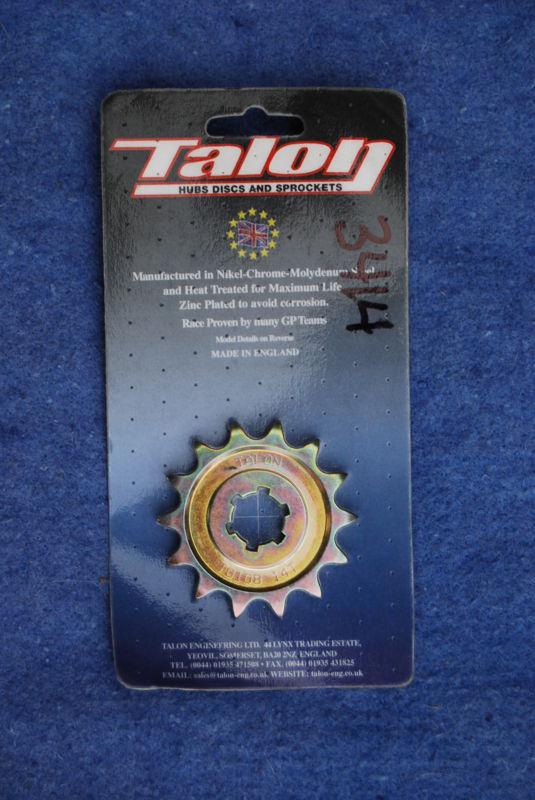 Talon
HUBS DISCS AND SPROCKETS
3414
Manufactured in Nikel-Chrome-Molydenum Steel
and Heat Treated for Maximum Life
Zinc Plated to avoid corrosion.
Race Proven by many GP Teams
Model Details on Reverse
MADE IN ENGLAND
TALON
14T
TALON ENGINEERING LTD. 44 LYNX TRADING ESTATE,
YEOVIL, SOMERSET, BA20 2NZ, ENGLAND
TEL. (0044) 01935 471508 • FAX. (0044) 01935 431825
EMAIL: sales@talon-eng.co.uk. WEBSITE: talon-eng.co.uk